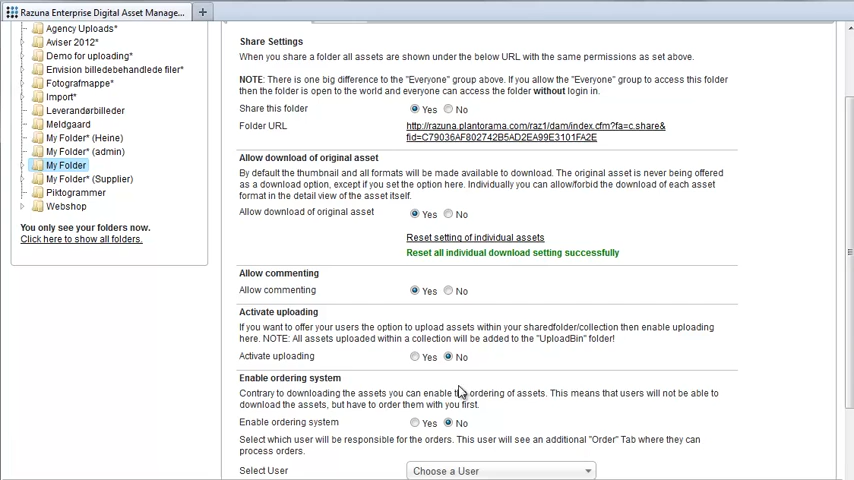 Razuna Enterprise Digital Asset Manage...
Agency Uploads*
Aviser 2012*
Demo for uploading*
Envision billedebehandlede filer*
Fotografmappe*
Import*
Leverandørbilleder
Meldgaard
My Folder* (Heine)
My Folder* (admin)
My Folder
My Folder* (Supplier)
Piktogrammer
Webshop
You only see your folders now.
Click here to show all folders.
Share Settings
When you share a folder all assets are shown under the below URL with the same permissions as set above.
NOTE: There is one big difference to the "Everyone" group above. If you allow the "Everyone" group to access this folder
then the folder is open to the world and everyone can access the folder without login in.
Share this folder Yes No
Folder URL http://razuna.plantorama.com/raz1/dam/index.cfm?fa=c.share&
fid=C79036AF802742B5AD2EA99E3101FA2E
Allow download of original asset
By default the thumbnail and all formats will be made available to download. The original asset is never being offered
as a download option, except if you set the option here. Individually you can allow/forbid the download of each asset
format in the detail view of the asset itself.
Allow download of original asset Yes No
Reset setting of individual assets
Reset all individual download setting successfully
Allow commenting
Allow commenting Yes No
Activate uploading
If you want to offer your users the option to upload assets within your sharedfolder/collection then enable uploading
here. NOTE: All assets uploaded within a collection will be added to the "UploadBin" folder!
Activate uploading Yes No
Enable ordering system
Contrary to downloading the assets you can enable the ordering of assets. This means that users will not be able to
download the assets, but have to order them with you first.
Enable ordering system Yes No
Select which user will be responsible for the orders. This user will see an additional "Order" Tab where they can
process orders.
Select User Choose a User